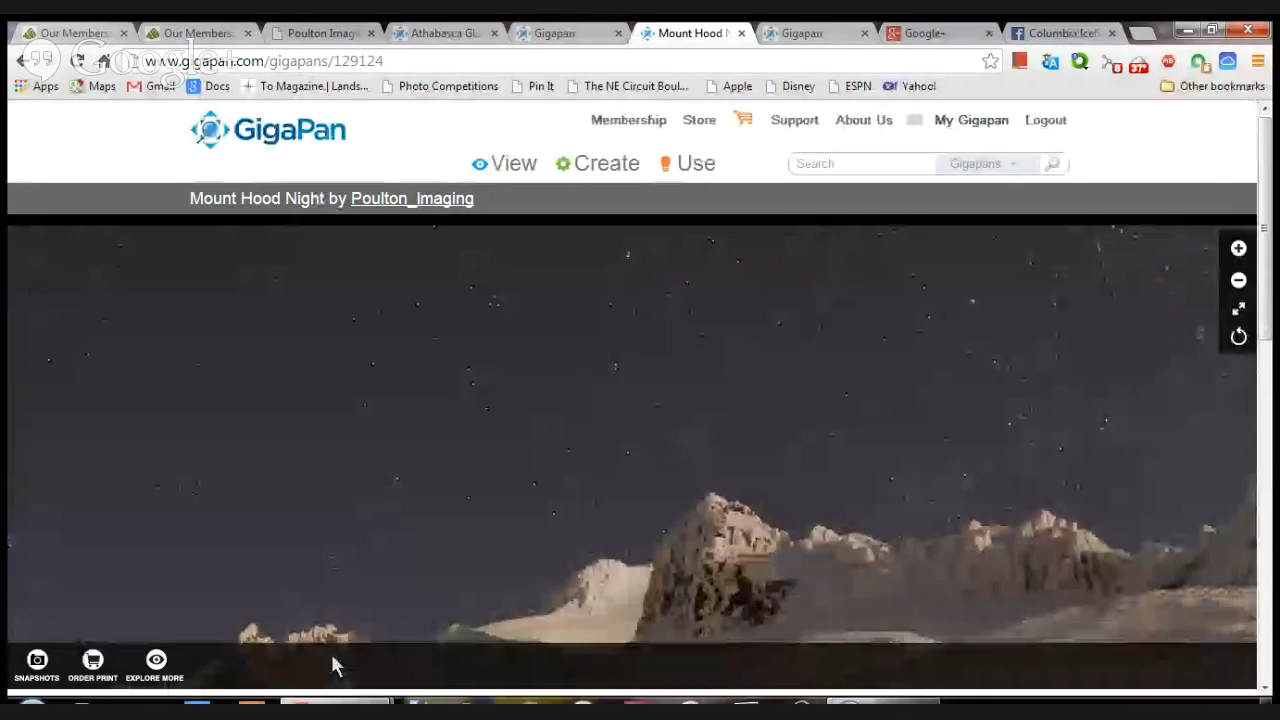 Our Members
Our Members
Poulton Imag
Athabasca Gl
Gigapan
Mount Hood N
Gigapan
Google+
Columbia Icef
Google+
www.gigapan.com/gigapans/129124
Apps
Maps
Gmail
Docs
To Magazine.| Lands...
Photo Competitions
Pin It
The NE Circuit Boul...
Apple
Disney
ESPN
Yahoo!
Other bookmarks
GigaPan
Membership Store Support About Us My Gigapan Logout
View Create Use
Search Gigapans
Mount Hood Night by Poulton_Imaging
SNAPSHOTS ORDER PRINT EXPLORE MORE